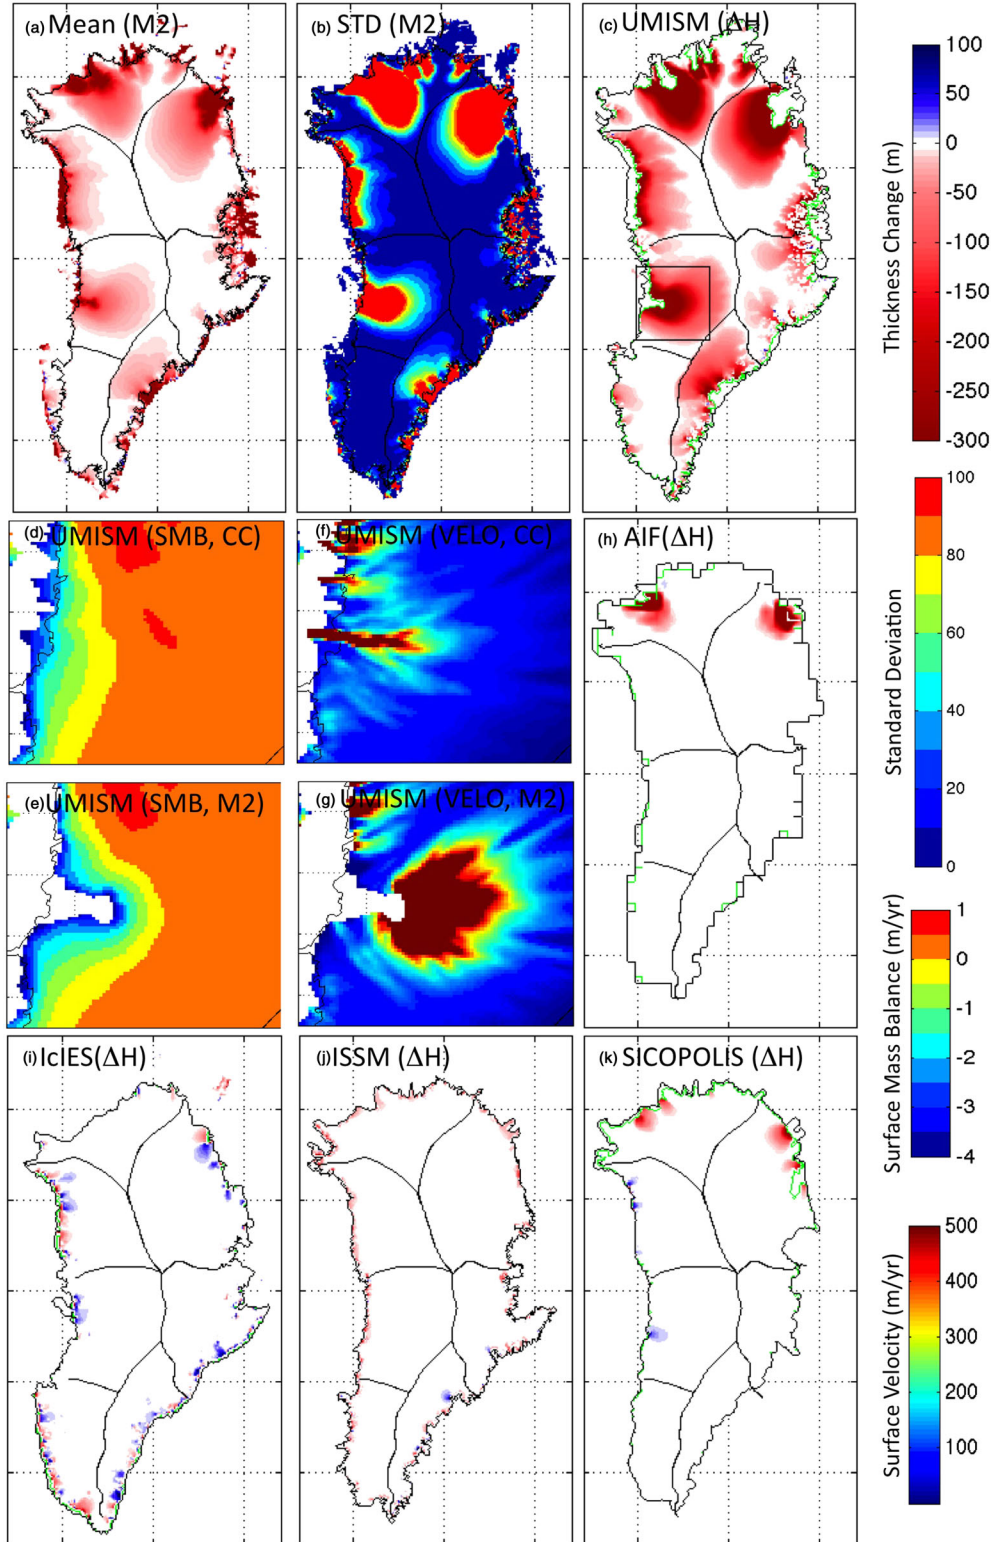 (a) Mean (M2)
(b) STD (M2)
(c) UMISM (ΔH)
100
50
0
-50
-100
-150
-200
-250
-300
Thickness Change (m)
(d) UMISM (SMB, CC)
(f) UMISM (VELO, CC)
(h) AIF(ΔH)
100
80
60
40
20
0
Standard Deviation
(e) UMISM (SMB, M2)
(g) UMISM (VELO, M2)
1
0
-1
-2
-3
-4
Surface Mass Balance (m/yr)
(i) IcIES(ΔH)
(j) ISSM (ΔH)
(k) SICOPOLIS (ΔH)
500
400
300
200
100
Surface Velocity (m/yr)